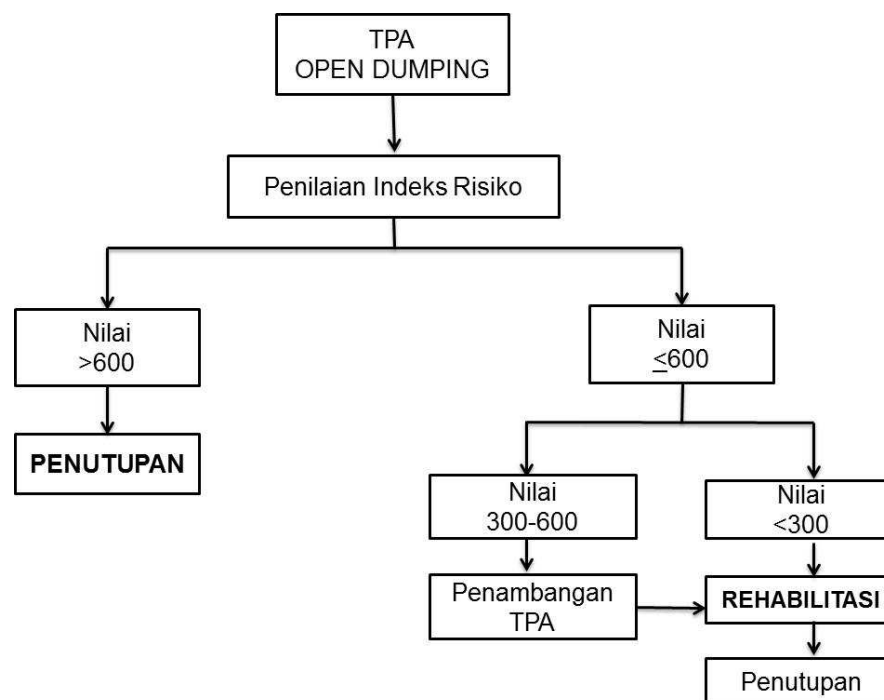 TPA
OPEN DUMPING
Penilaian Indeks Risiko
Nilai
>600
Nilai
≤600
PENUTUPAN
Nilai
300-600
Nilai
<300
Penambangan
TPA
REHABILITASI
Penutupan